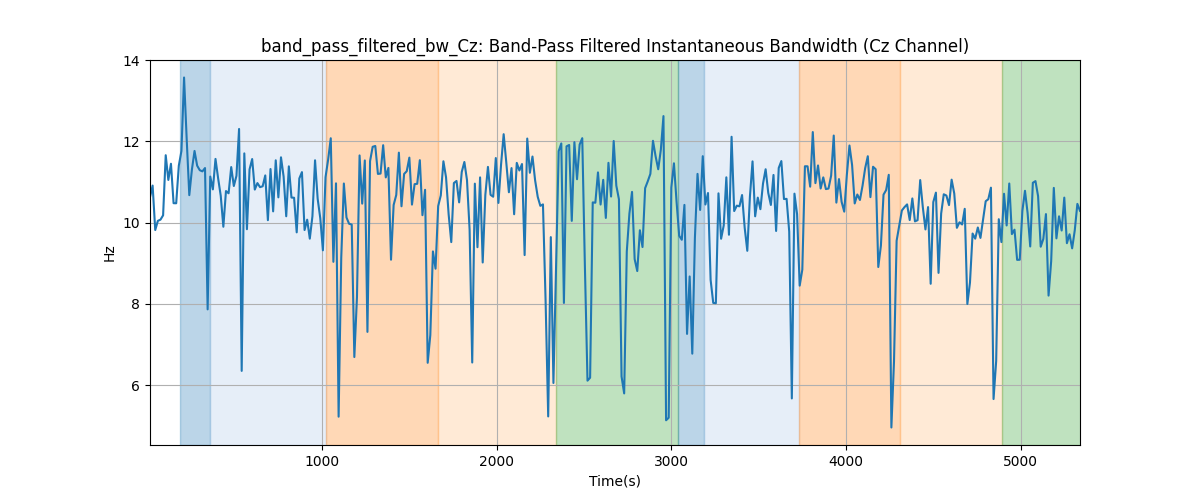 band_pass_filtered_bw_Cz: Band-Pass Filtered Instantaneous Bandwidth (Cz Channel)
14
12
10
8
6
Hz
1000 2000 3000 4000 5000
Time(s)